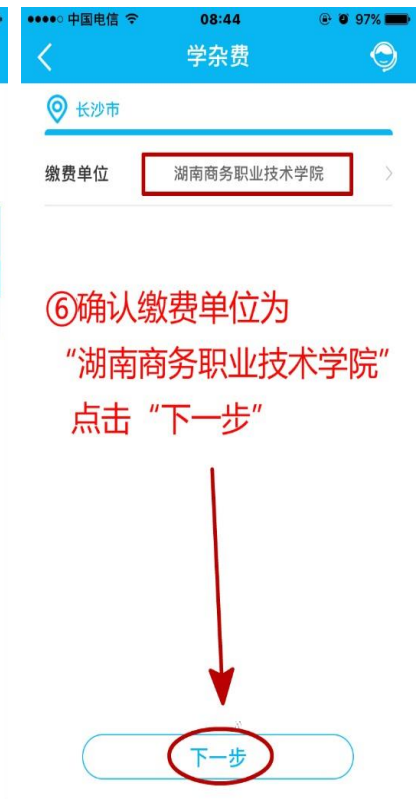 中国电信 08:44 97%
学杂费
长沙市
缴费单位 湖南商务职业技术学院
⑥确认缴费单位为
“湖南商务职业技术学院”
点击“下一步”
下一步